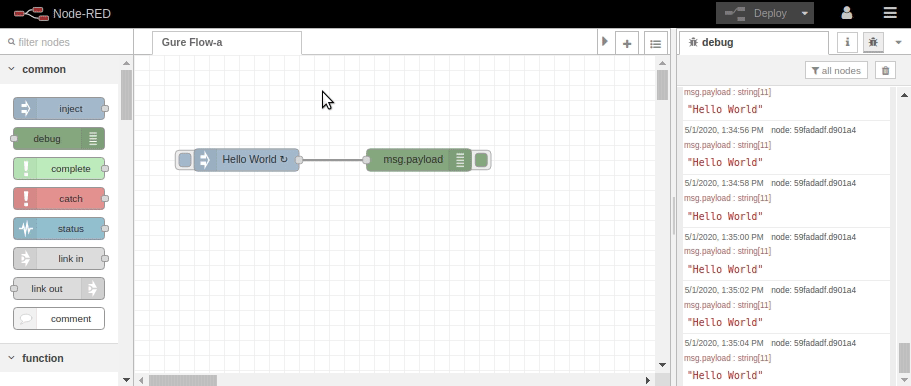 Node-RED
Deploy
filter nodes
Gure Flow-a
debug
all nodes
common
inject
debug
complete
catch
status
link in
link out
comment
function
Hello World ↻
msg.payload
msg.payload : string[11]
"Hello World"
5/1/2020, 1:34:56 PM node: 59fadadf.d901a4
msg.payload : string[11]
"Hello World"
5/1/2020, 1:34:58 PM node: 59fadadf.d901a4
msg.payload : string[11]
"Hello World"
5/1/2020, 1:35:00 PM node: 59fadadf.d901a4
msg.payload : string[11]
"Hello World"
5/1/2020, 1:35:02 PM node: 59fadadf.d901a4
msg.payload : string[11]
"Hello World"
5/1/2020, 1:35:04 PM node: 59fadadf.d901a4
msg.payload : string[11]
"Hello World"